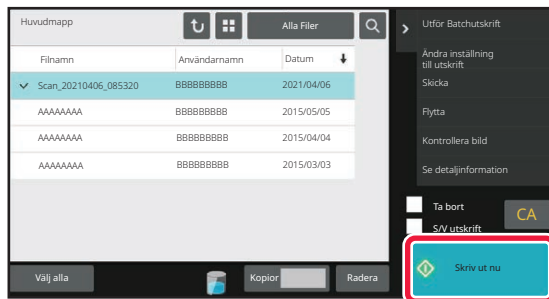 Huvudmapp
Alla Filer
Filnamn Användarnamn Datum
Scan_20210406_085320 BBBBBBBBB 2021/04/06
AAAAAAAA BBBBBBBBB 2015/05/05
AAAAAAAA BBBBBBBBB 2015/04/04
AAAAAAAA BBBBBBBBB 2015/03/03
Välj alla
Kopior
Radera
Utför Batchutskrift
Ändra inställning
till utskrift
Skicka
Flytta
Kontrollera bild
Se detaljinformation
Ta bort
S/V utskrift
CA
Skriv ut nu